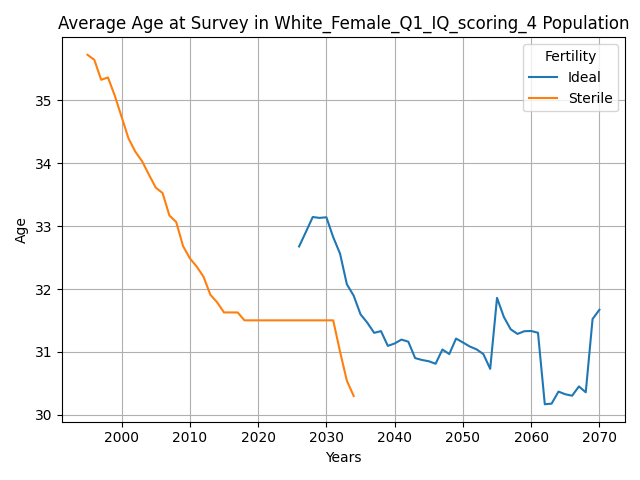 Average Age at Survey in White_Female_Q1_IQ_scoring_4 Population
Fertility
Ideal
Sterile
Age
35
34
33
32
31
30
2000 2010 2020 2030 2040 2050 2060 2070
Years